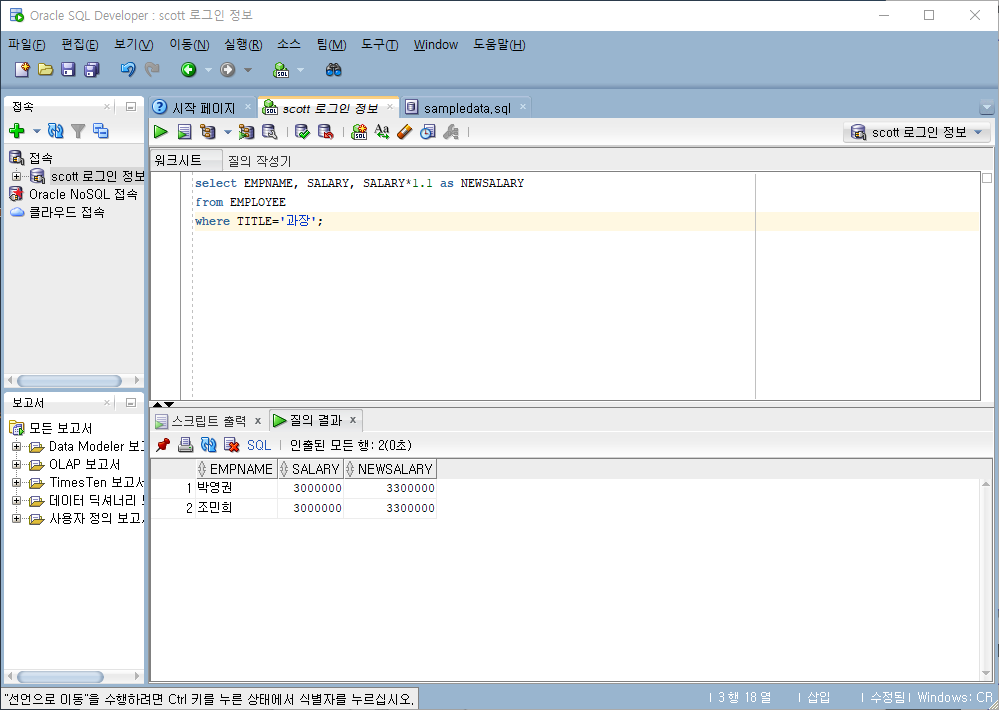 Oracle SQL Developer : scott 로그인 정보
파일(F) 편집(E) 보기(V) 이동(N) 실행(R) 소스 팀(M) 도구(T) Window 도움말(H)
접속
접속
scott 로그인 정보
Oracle NoSQL 접속
클라우드 접속
보고서
모든 보고서
Data Modeler 보고
OLAP 보고서
TimesTen 보고서
데이터 딕셔너리 보
사용자 정의 보고서
시작 페이지 scott 로그인 정보 sampledata.sql
scott 로그인 정보
워크시트 질의 작성기
select EMPNAME, SALARY, SALARY*1.1 as NEWSALARY
from EMPLOYEE
where TITLE='과장';
스크립트 출력 x 질의 결과 x
SQL | 인출된 모든 행: 2(0초)
EMPNAME SALARY NEWSALARY
1 박영권 3000000 3300000
2 조민희 3000000 3300000
"선언으로 이동"을 수행하려면 Ctrl 키를 누른 상태에서 식별자를 누르십시오.
| 3 행 18 열 | 삽입 | 수정됨 | Windows: CR